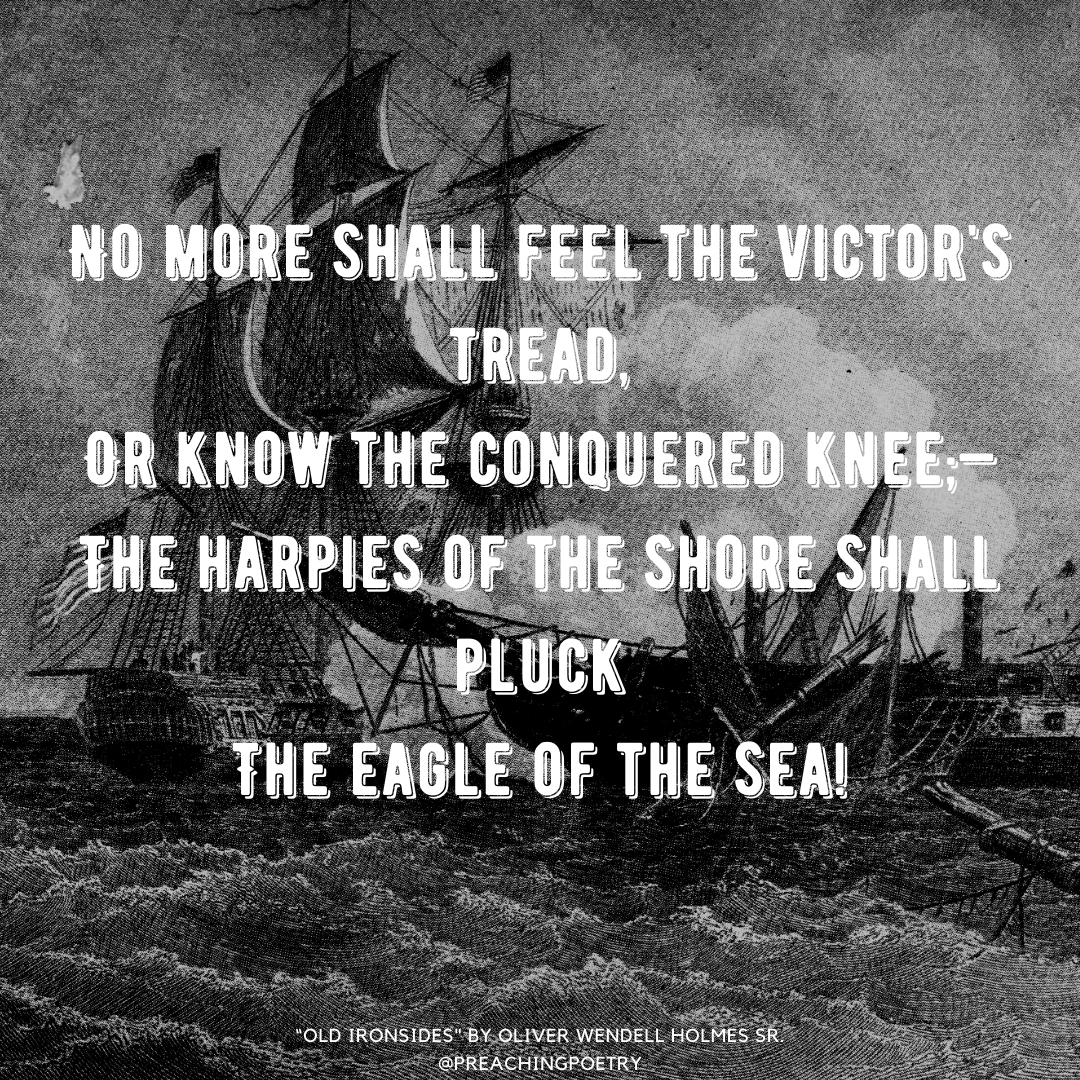 NO MORE SHALL FEEL THE VICTOR'S
TREAD,
OR KNOW THE CONQUERED KNEE;—
THE HARPIES OF THE SHORE SHALL
PLUCK
THE EAGLE OF THE SEA!
"OLD IRONSIDES" BY OLIVER WENDELL HOLMES SR.
@PREACHINGPOETRY